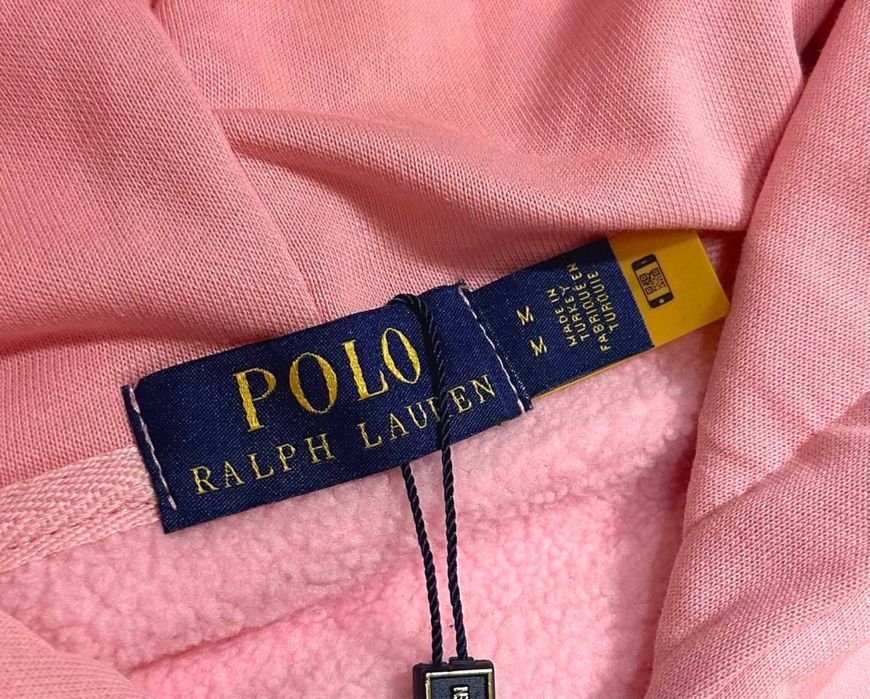 POLO
RALPH LAUREN
M
M
MADE IN
TURKEY
FABRIQUÉ EN
TURQUIE